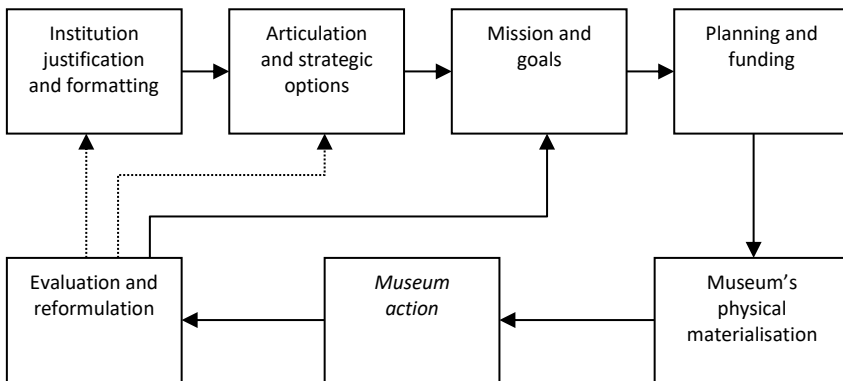 Institution
justification
and formatting
Articulation
and strategic
options
Mission and
goals
Planning and
funding
Evaluation and
reformulation
Museum
action
Museum's
physical
materialisation